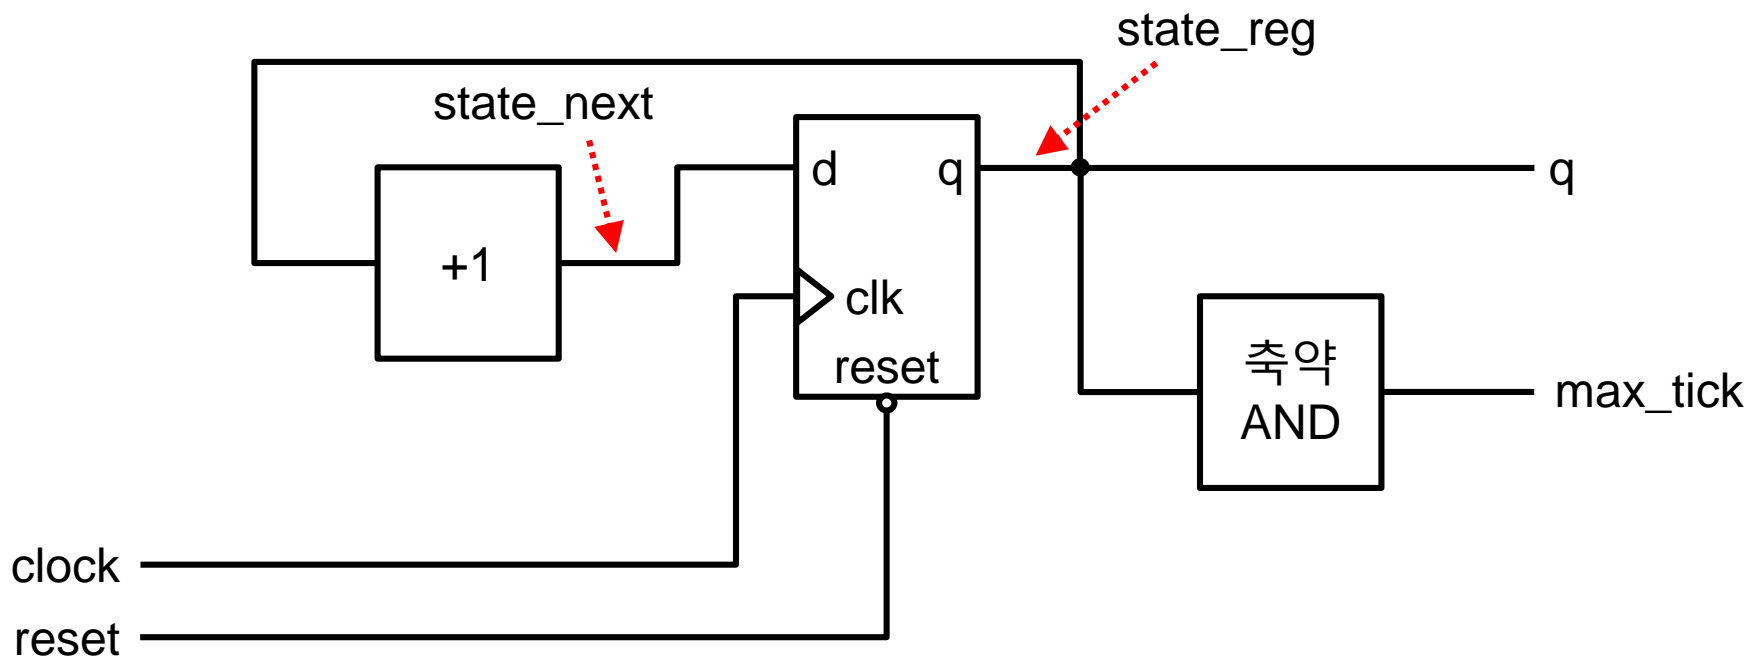 state_reg
state_next
d
q
q
+1
clk
reset
축약
AND
max_tick
clock
reset